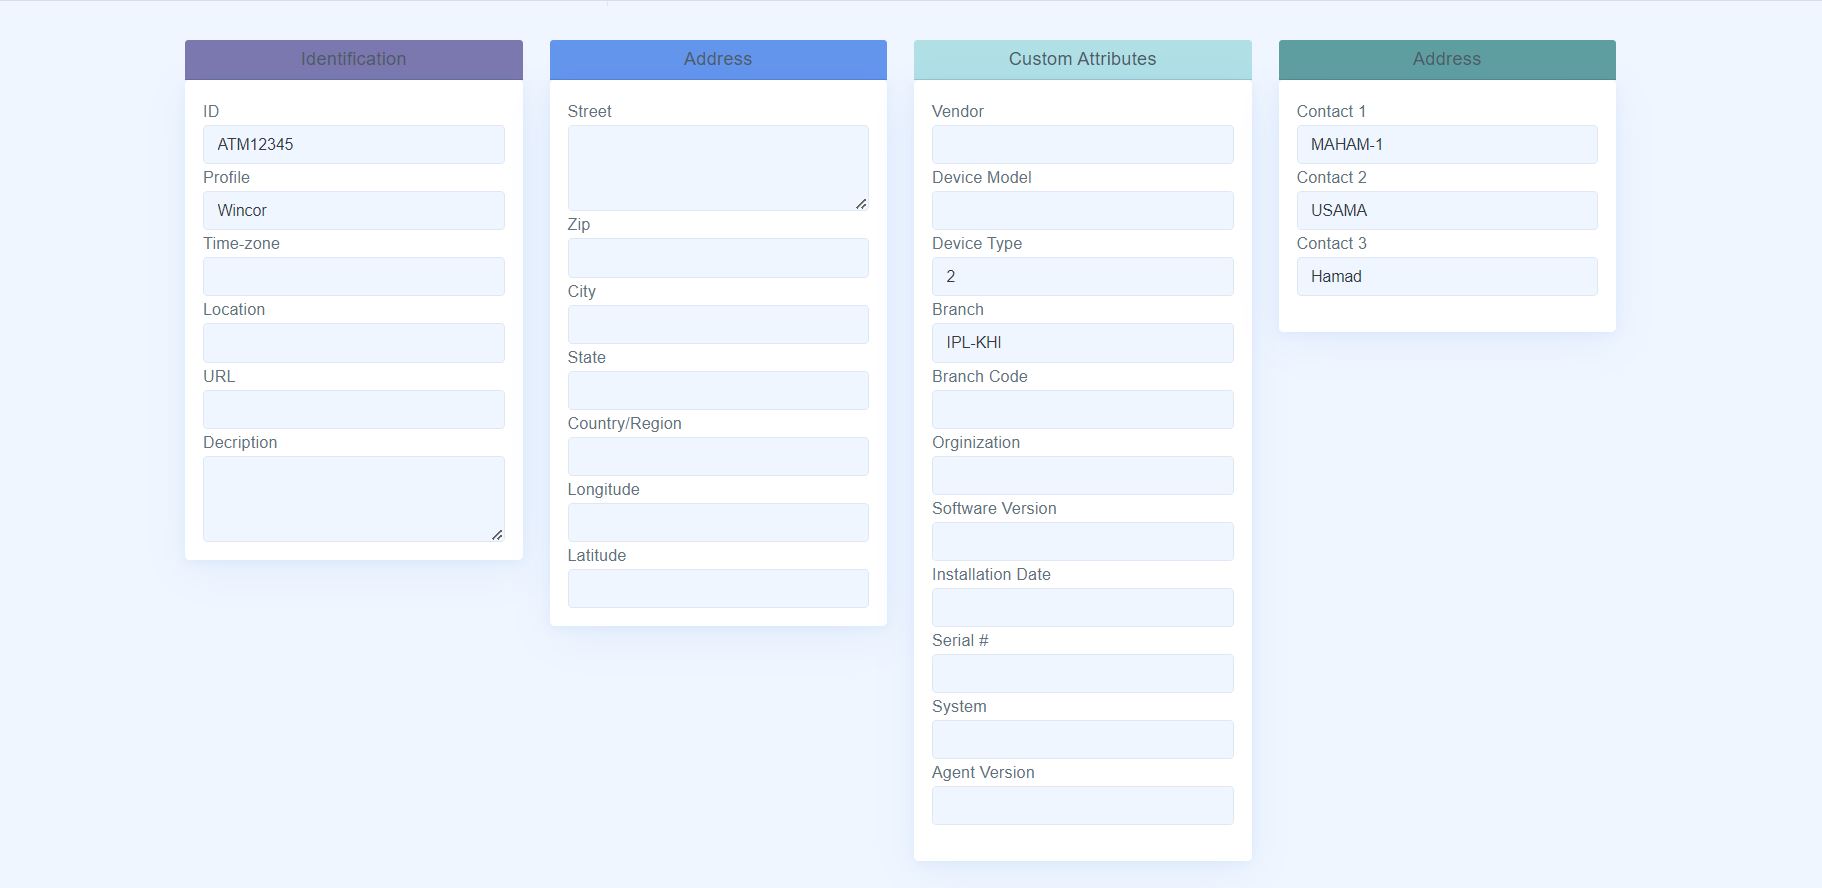 Identification
ID
ATM12345
Profile
Wincor
Time-zone
Location
URL
Decription
Address
Street
Zip
City
State
Country/Region
Longitude
Latitude
Custom Attributes
Vendor
Device Model
Device Type
2
Branch
IPL-KHI
Branch Code
Orginization
Software Version
Installation Date
Serial #
System
Agent Version
Address
Contact 1
MAHAM-1
Contact 2
USAMA
Contact 3
Hamad